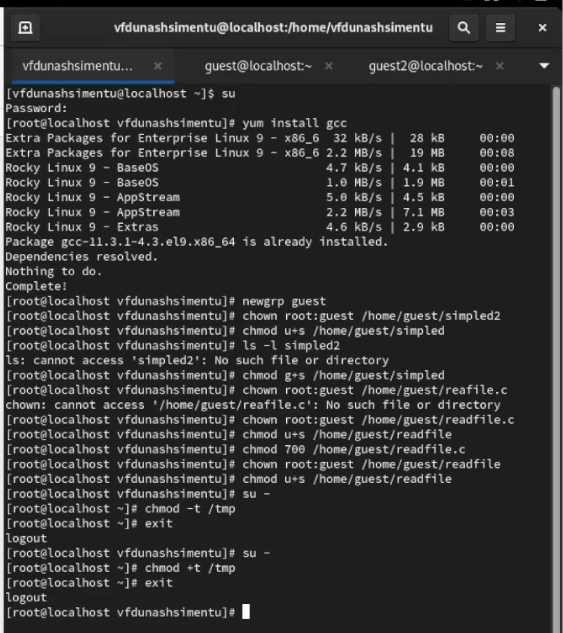 vfdunashsimentu@localhost:/home/vfdunashsimentu
vfdunashsimentu... × guest@localhost:~ × guest2@localhost:~ ×
[vfdunashsimentu@localhost ~]$ su
Password:
[root@localhost vfdunashsimentu]# yum install gcc
Extra Packages for Enterprise Linux 9 - x86_6 32 kB/s | 28 kB 00:00
Extra Packages for Enterprise Linux 9 - x86_6 2.2 MB/s | 19 MB 00:08
Rocky Linux 9 - BaseOS 4.7 kB/s | 4.1 kB 00:00
Rocky Linux 9 - BaseOS 1.0 MB/s | 1.9 MB 00:01
Rocky Linux 9 - AppStream 5.0 kB/s | 4.5 kB 00:00
Rocky Linux 9 - AppStream 2.2 MB/s | 7.1 MB 00:03
Rocky Linux 9 - Extras 4.6 kB/s | 2.9 kB 00:00
Package gcc-11.3.1-4.3.el9.x86_64 is already installed.
Dependencies resolved.
Nothing to do.
Complete!
[root@localhost vfdunashsimentu]# newgrp guest
[root@localhost vfdunashsimentu]# chown root:guest /home/guest/simpled2
[root@localhost vfdunashsimentu]# chmod u+s /home/guest/simpled
[root@localhost vfdunashsimentu]# ls -l simpled2
ls: cannot access 'simpled2': No such file or directory
[root@localhost vfdunashsimentu]# chmod g+s /home/guest/simpled
[root@localhost vfdunashsimentu]# chown root:guest /home/guest/reafile.c
chown: cannot access '/home/guest/reafile.c': No such file or directory
[root@localhost vfdunashsimentu]# chown root:guest /home/guest/readfile.c
[root@localhost vfdunashsimentu]# chmod u+s /home/guest/readfile
[root@localhost vfdunashsimentu]# chmod 700 /home/guest/readfile.c
[root@localhost vfdunashsimentu]# chown root:guest /home/guest/readfile
[root@localhost vfdunashsimentu]# chmod u+s /home/guest/readfile
[root@localhost vfdunashsimentu]# su -
[root@localhost ~]# chmod -t /tmp
[root@localhost ~]# exit
logout
[root@localhost vfdunashsimentu]# su -
[root@localhost ~]# chmod +t /tmp
[root@localhost ~]# exit
logout
[root@localhost vfdunashsimentu]#